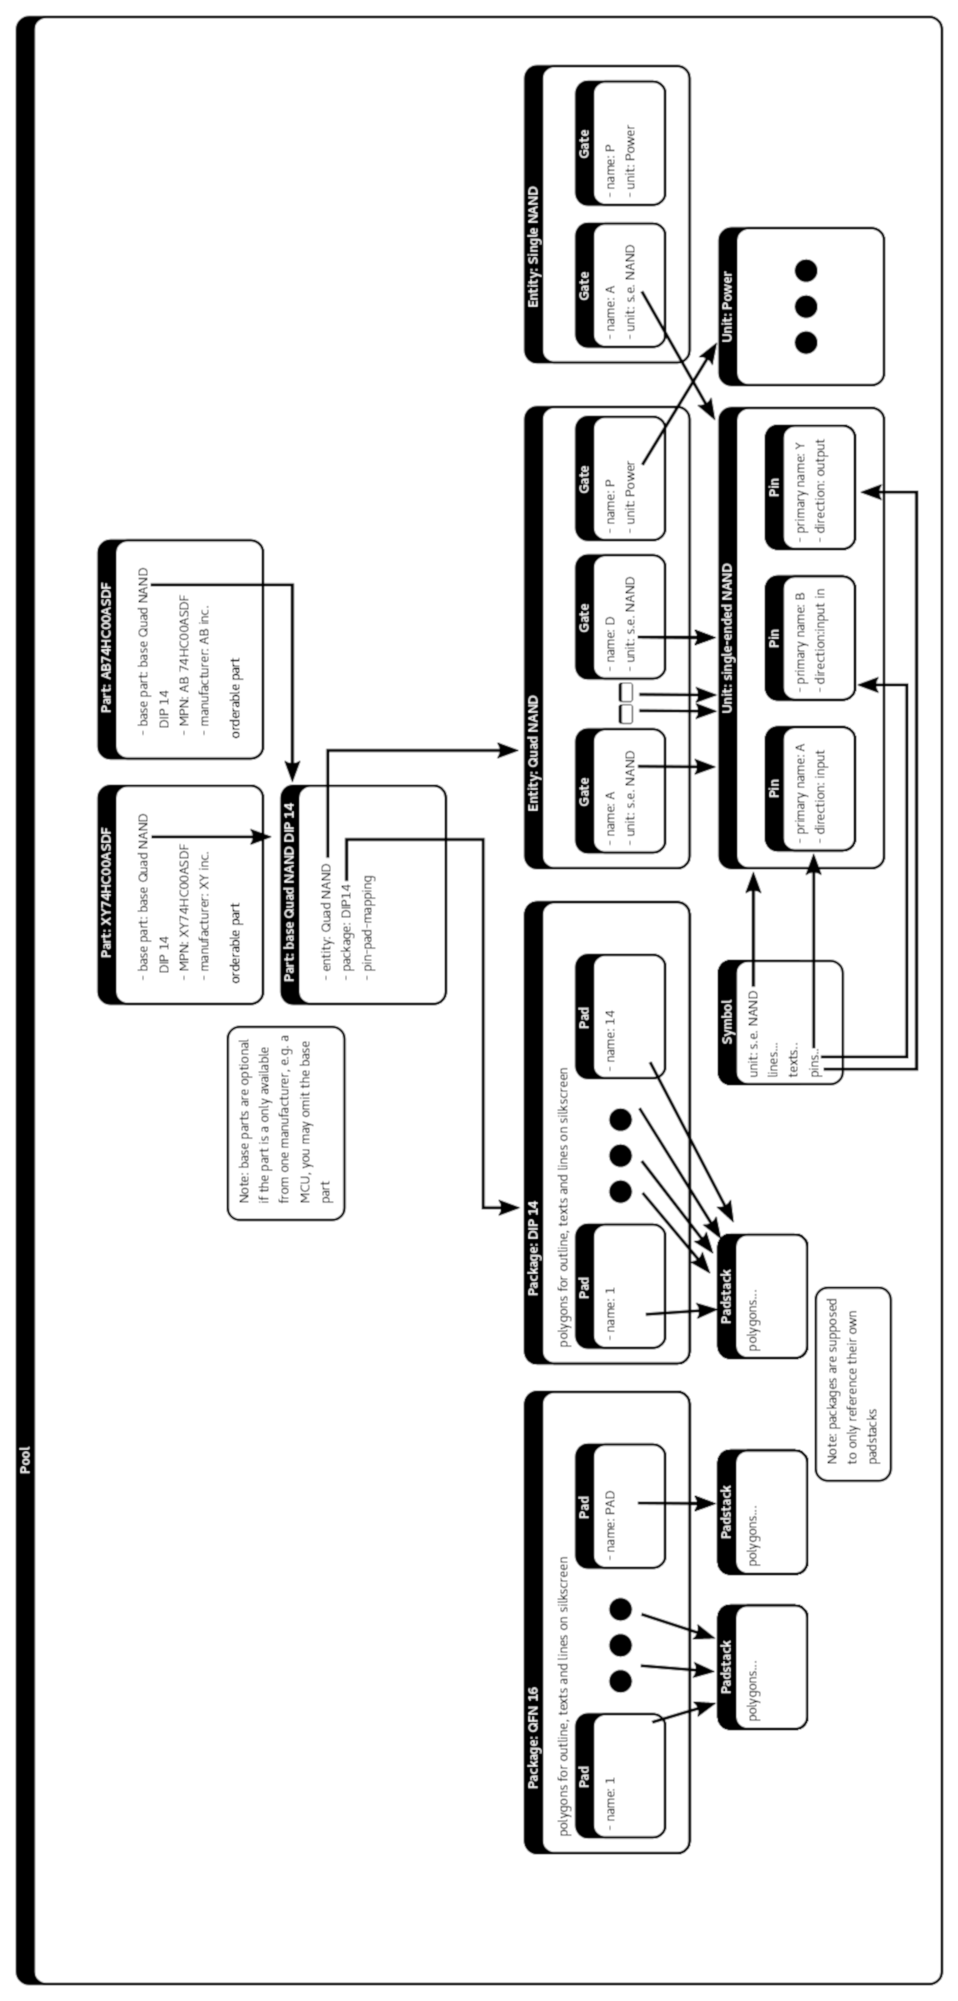 Pool
Part: XY74HC00ASDF
- base part: base Quad NAND
DIP 14
- MPN: XY74HC00ASDF
- manufacturer: XY inc.
orderable part
Part: AB74HC00ASDF
- base part: base Quad NAND
DIP 14
- MPN: AB 74HC00ASDF
- manufacturer: AB inc.
orderable part
Note: base parts are optional
if the part is a only available
from one manufacturer, e.g. a
MCU, you may omit the base
part
Part: base Quad NAND DIP 14
- entity: Quad NAND
- package: DIP14
- pin-pad-mapping
Package: QFN 16
polygons for outline, texts and lines on silkscreen
Pad
- name: 1
Pad
- name: PAD
Package: DIP 14
polygons for outline, texts and lines on silkscreen
Pad
- name: 1
Pad
- name: 14
Entity: Quad NAND
Gate
- name: A
- unit: s.e. NAND
Gate
- name: D
- unit: s.e. NAND
Gate
- name: P
- unit: Power
Entity: Single NAND
Gate
- name: A
- unit: s.e. NAND
Gate
- name: P
- unit: Power
Padstack
polygons...
Padstack
polygons...
Padstack
polygons...
Note: packages are supposed
to only reference their own
padstacks
Symbol
unit: s.e. NAND
lines...
texts..
pins..
Unit: single-ended NAND
Pin
- primary name: A
- direction: input
Pin
- primary name: B
- direction:input in
Pin
- primary name: Y
- direction: output
Unit: Power